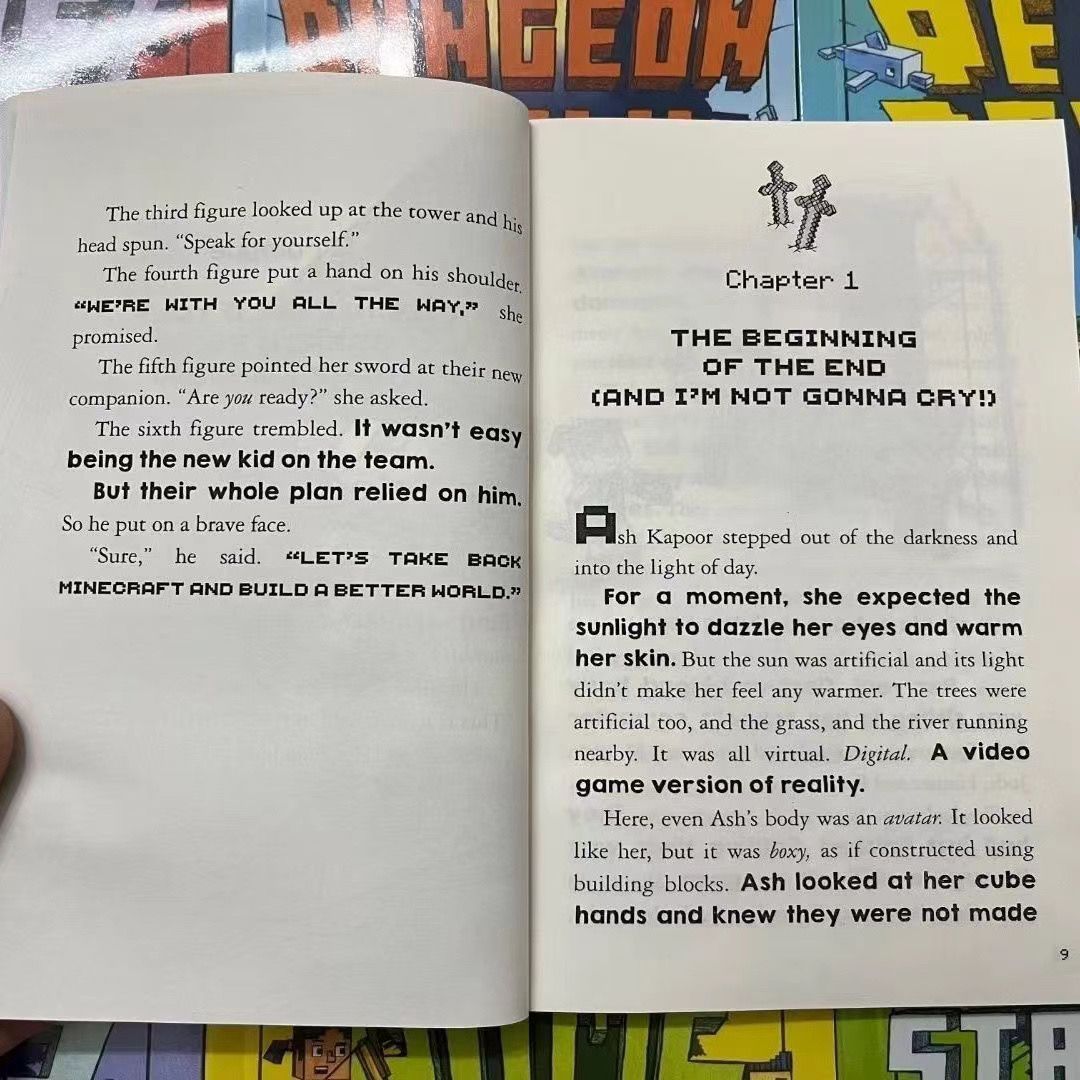 The third figure looked up at the tower and his
head spun. “Speak for yourself.”
The fourth figure put a hand on his shoulder.
“WE’RE WITH YOU ALL THE WAY,” she
promised.
The fifth figure pointed her sword at their new
companion. “Are you ready?” she asked.
The sixth figure trembled. It wasn’t easy
being the new kid on the team.
But their whole plan relied on him.
So he put on a brave face.
“Sure,” he said. “LET’S TAKE BACK
MINECRAFT AND BUILD A BETTER WORLD.”
Chapter 1
THE BEGINNING
OF THE END
(AND I’M NOT GONNA CRY!)
Ash Kapoor stepped out of the darkness and
into the light of day.
For a moment, she expected the
sunlight to dazzle her eyes and warm
her skin. But the sun was artificial and its light
didn’t make her feel any warmer. The trees were
artificial too, and the grass, and the river running
nearby. It was all virtual. Digital. A video
game version of reality.
Here, even Ash’s body was an avatar. It looked
like her, but it was boxy, as if constructed using
building blocks. Ash looked at her cube
hands and knew they were not made
9